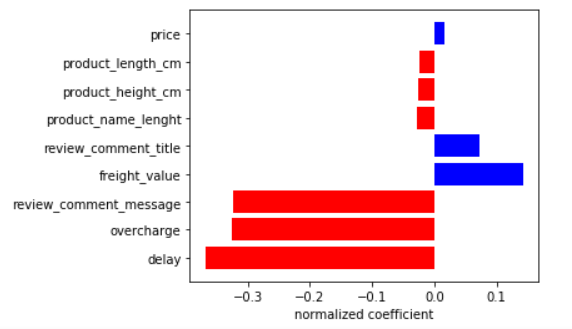 price
product_length_cm
product_height_cm
product_name_lenght
review_comment_title
freight_value
review_comment_message
overcharge
delay
−0.3 −0.2 −0.1 0.0 0.1
normalized coefficient